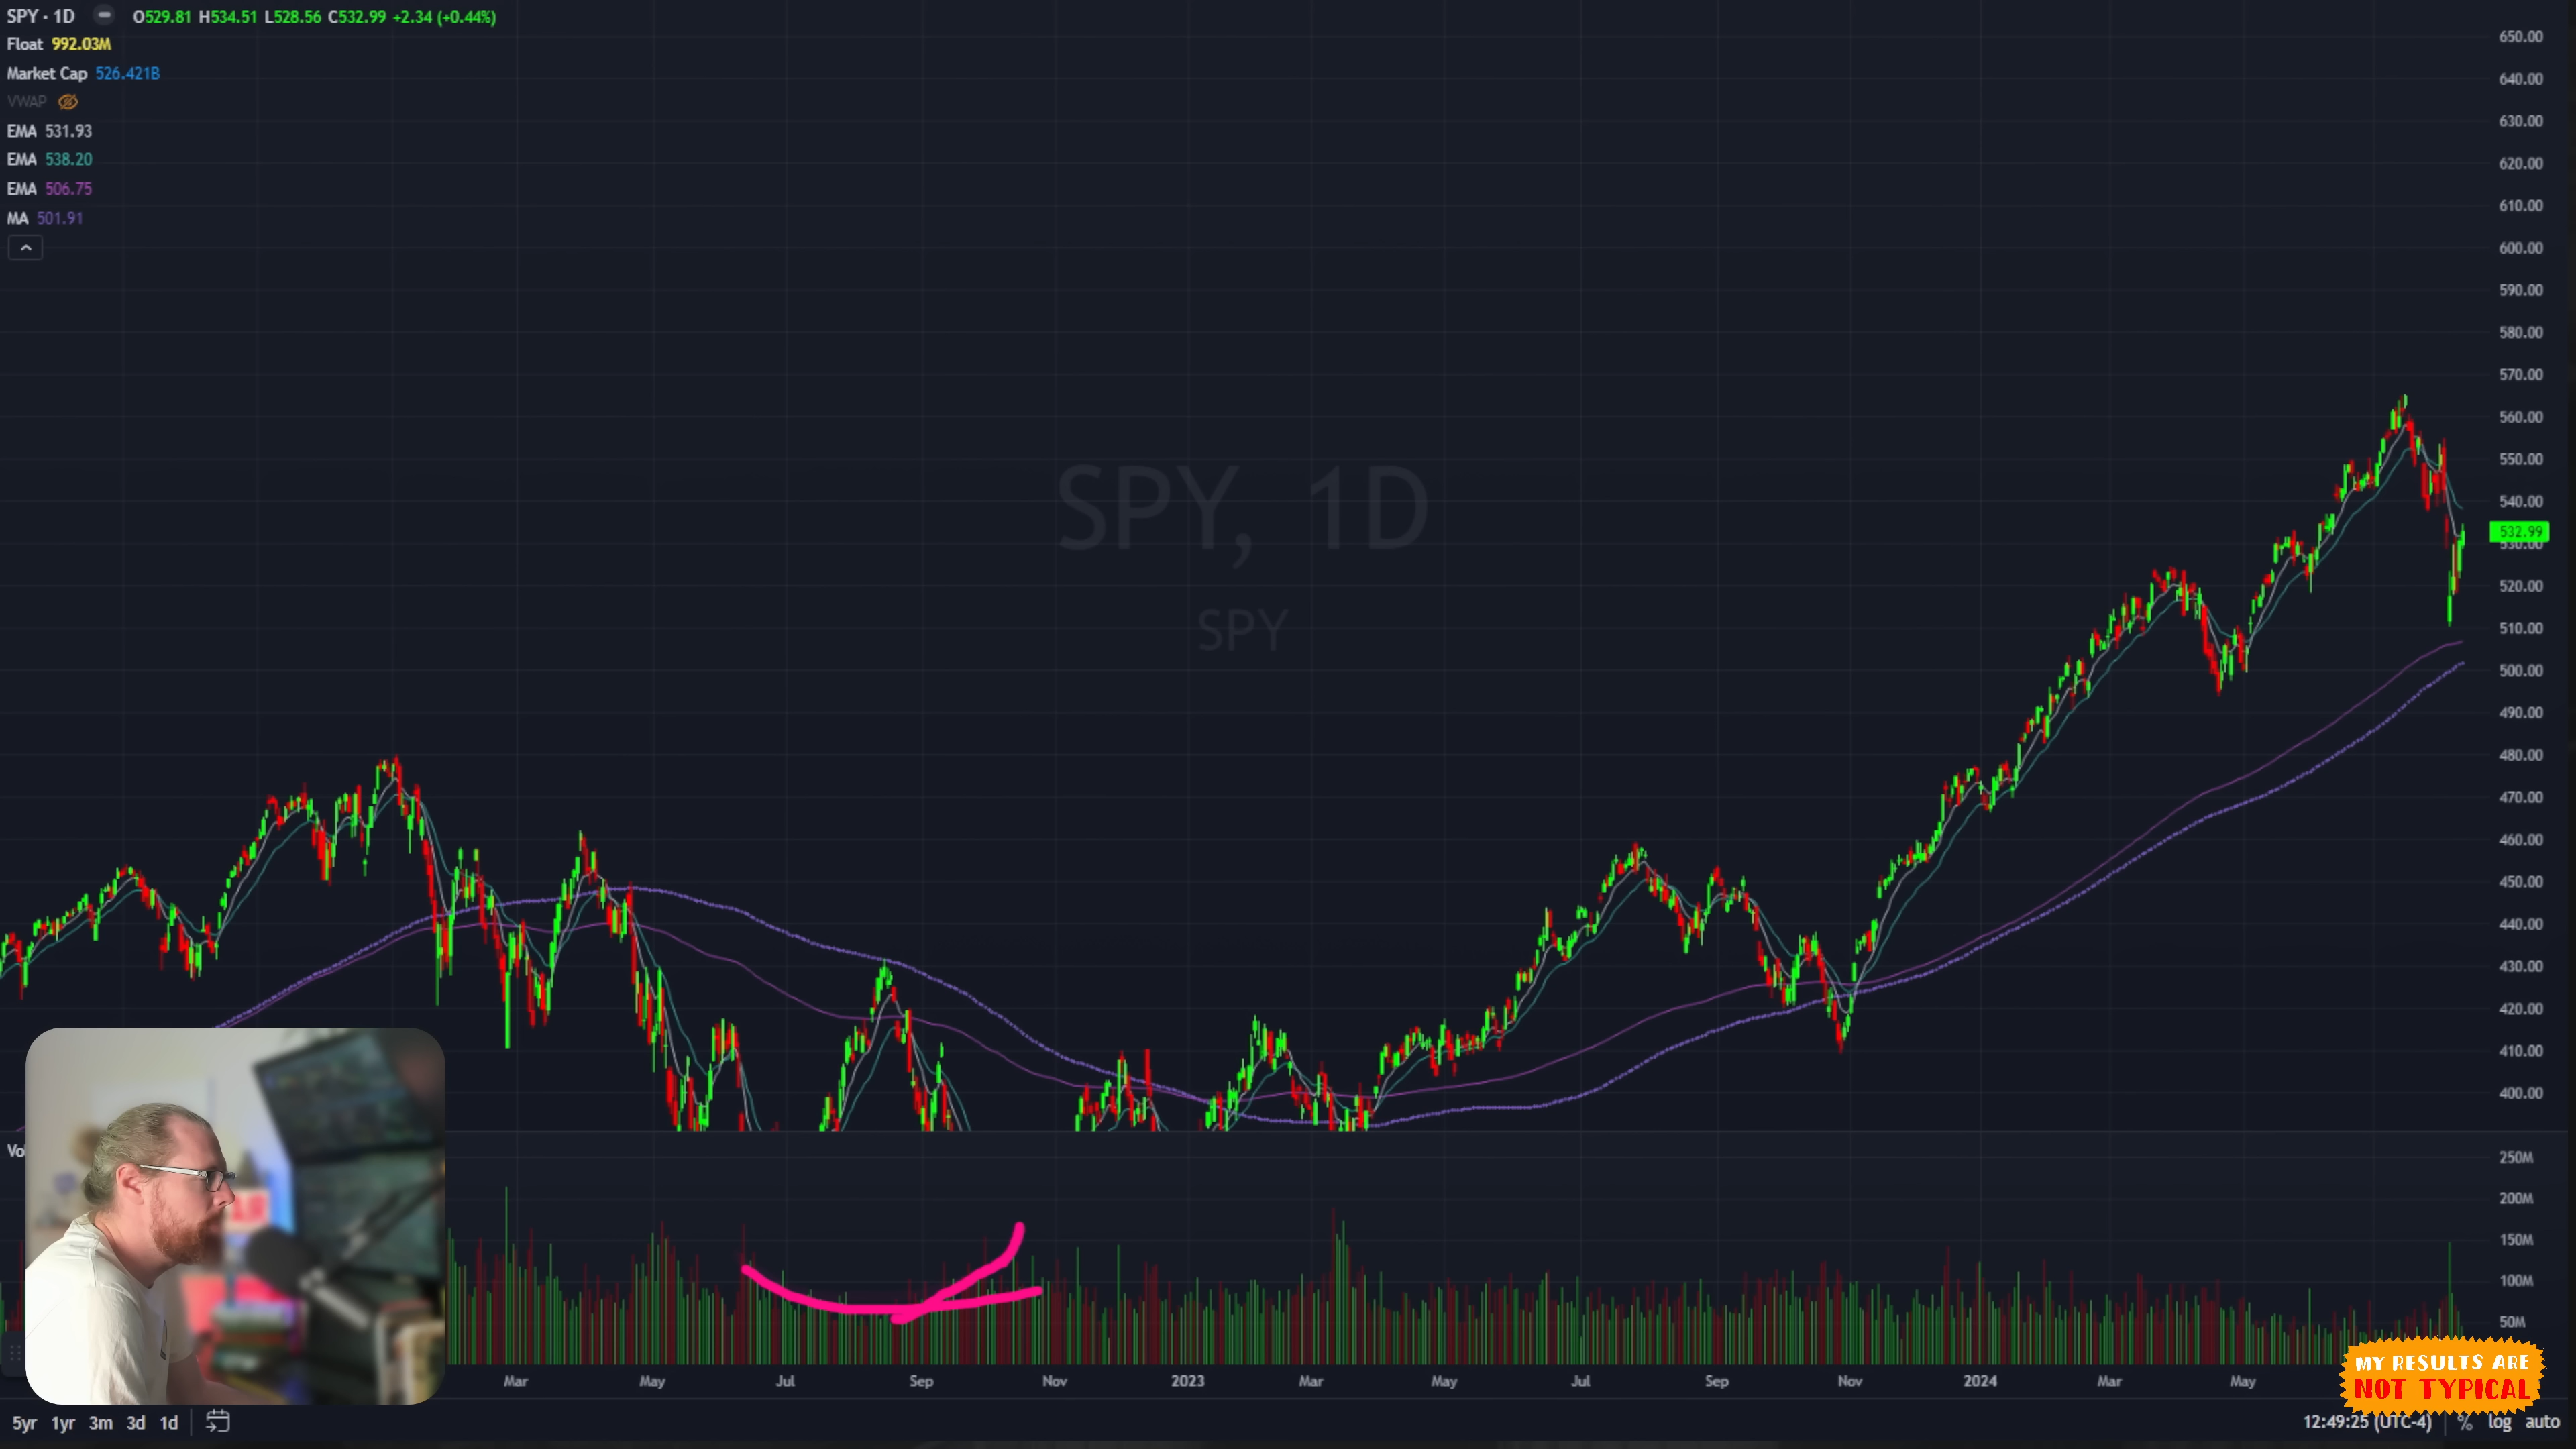 SPY · 1D O529.81 H534.51 L528.56 C532.99 +2.34 (+0.44%)
Float 992.03M
Market Cap 526.421B
VWAP
EMA 531.93
EMA 538.20
EMA 506.75
MA 501.91
SPY, 1D
SPY
650.00
640.00
630.00
620.00
610.00
600.00
590.00
580.00
570.00
560.00
550.00
540.00
532.99
530.00
520.00
510.00
500.00
490.00
480.00
470.00
460.00
450.00
440.00
430.00
420.00
410.00
400.00
Vol
250M
200M
150M
100M
50M
Mar May Jul Sep Nov 2023 Mar May Jul Sep Nov 2024 Mar May
MY RESULTS ARE
NOT TYPICAL
5yr 1yr 3m 3d 1d 12:49:25 (UTC-4) % log auto